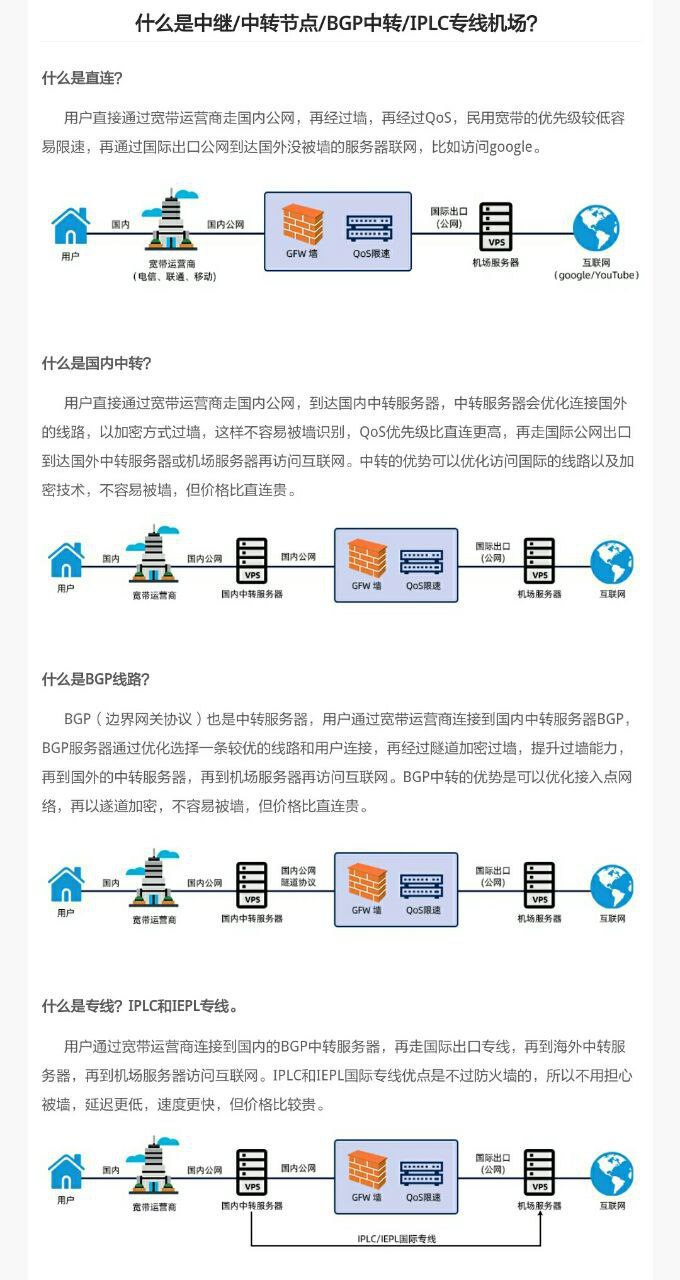 什么是中继/中转节点/BGP中转/IPLC专线机场？
什么是直连？
用户直接通过宽带运营商走国内公网，再经过墙，再经过QoS，民用宽带的优先级较低容
易限速，再通过国际出口公网到达国外没被墙的服务器联网，比如访问google。
国内
国内公网
国际出口
(公网)
VPS
用户
宽带运营商
(电信、联通、移动)
GFW 墙
QoS限速
机场服务器
互联网
(google/YouTube)
什么是国内中转？
用户直接通过宽带运营商走国内公网，到达国内中转服务器，中转服务器会优化连接国外
的线路，以加密方式过墙，这样不容易被墙识别，QoS优先级比直连更高，再走国际公网出口
到达国外中转服务器或机场服务器再访问互联网。中转的优势可以优化访问国际的线路以及加
密技术，不容易被墙，但价格比直连贵。
国内
国内公网
国内公网
国际出口
(公网)
VPS
VPS
用户
宽带运营商
国内中转服务器
GFW 墙
QoS限速
机场服务器
互联网
什么是BGP线路？
BGP（边界网关协议）也是中转服务器，用户通过宽带运营商连接到国内中转服务器BGP，
BGP服务器通过优化选择一条较优的线路和用户连接，再经过隧道加密过墙，提升过墙能力，
再到国外的中转服务器，再到机场服务器再访问互联网。BGP中转的优势是可以优化接入点网
络，再以遂道加密，不容易被墙，但价格比直连贵。
国内
国内公网
国内公网
隧道协议
国际出口
(公网)
VPS
VPS
用户
宽带运营商
国内中转服务器
GFW 墙
QoS限速
机场服务器
互联网
什么是专线？IPLC和IEPL专线。
用户通过宽带运营商连接到国内的BGP中转服务器，再走国际出口专线，再到海外中转服
务器，再到机场服务器访问互联网。IPLC和IEPL国际专线优点是不过防火墙的，所以不用担心
被墙，延迟更低，速度更快，但价格比较贵。
国内
国内公网
国内公网
国际出口
(公网)
VPS
VPS
用户
宽带运营商
国内中转服务器
GFW 墙
QoS限速
机场服务器
互联网
IPLC/IEPL国际专线